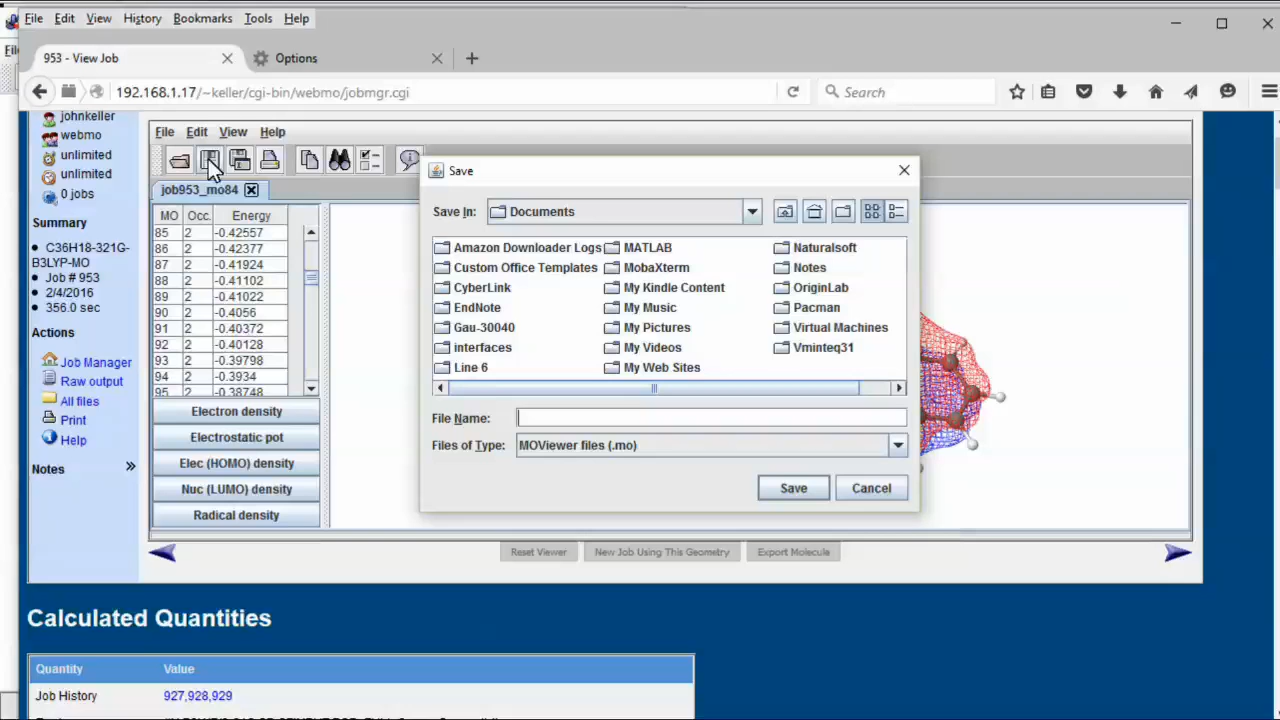 File Edit View History Bookmarks Tools Help
953 - View Job
Options
192.168.1.17/~keller/cgi-bin/webmo/jobmgr.cgi
Search
johnkeller
webmo
unlimited
unlimited
0 jobs
Summary
C36H18-321G-
B3LYP-MO
Job # 953
2/4/2016
356.0 sec
Actions
Job Manager
Raw output
All files
Print
Help
Notes
File Edit View Help
job953_mo84
MO Occ. Energy
85 2 -0.42557
86 2 -0.42377
87 2 -0.41924
88 2 -0.41102
89 2 -0.41022
90 2 -0.4056
91 2 -0.40372
92 2 -0.40128
93 2 -0.39798
94 2 -0.3934
95 2 -0.38748
Electron density
Electrostatic pot
Elec (HOMO) density
Nuc (LUMO) density
Radical density
Save
Save In: Documents
Amazon Downloader Logs MATLAB Naturalsoft
Custom Office Templates MobaXterm Notes
CyberLink My Kindle Content OriginLab
EndNote My Music Pacman
Gau-30040 My Pictures Virtual Machines
interfaces My Videos Vminteq31
Line 6 My Web Sites
File Name:
Files of Type: MOViewer files (.mo)
Save Cancel
Reset Viewer New Job Using This Geometry Export Molecule
Calculated Quantities
Quantity Value
Job History 927,928,929